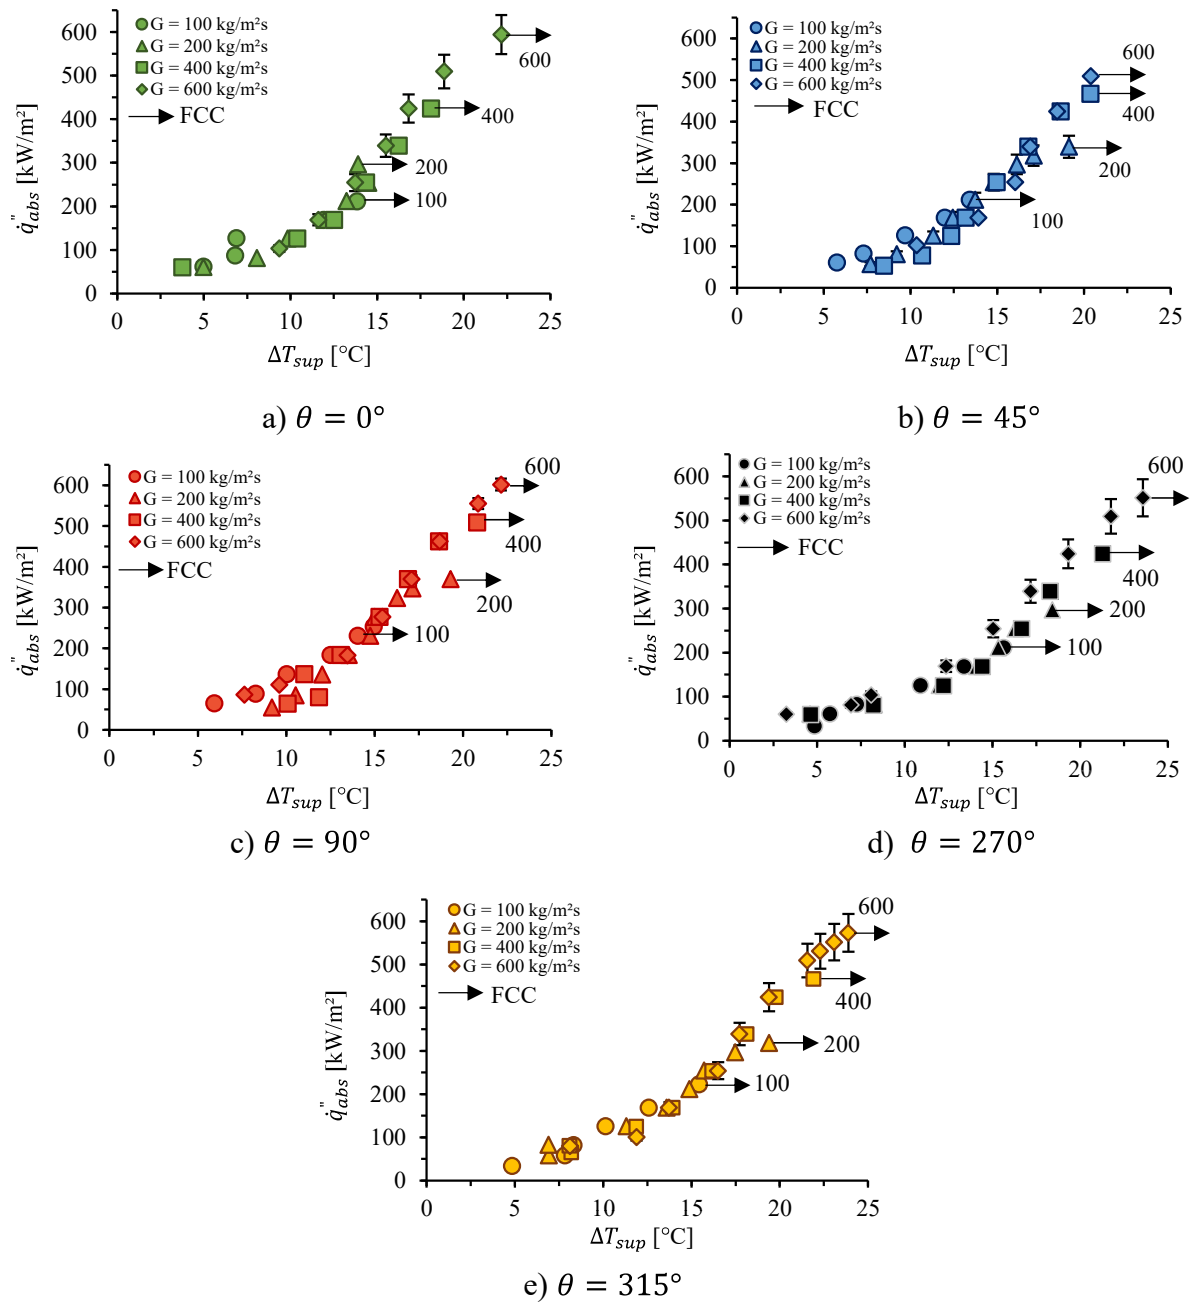 G = 100 kg/m²s
G = 200 kg/m²s
G = 400 kg/m²s
G = 600 kg/m²s
FCC
600
400
200
100
q̇"abs [kW/m²]
600
500
400
300
200
100
0
0 5 10 15 20 25
ΔTsup [°C]
a) θ = 0°
G = 100 kg/m²s
G = 200 kg/m²s
G = 400 kg/m²s
G = 600 kg/m²s
FCC
600
400
200
100
q̇"abs [kW/m²]
600
500
400
300
200
100
0
0 5 10 15 20 25
ΔTsup [°C]
b) θ = 45°
G = 100 kg/m²s
G = 200 kg/m²s
G = 400 kg/m²s
G = 600 kg/m²s
FCC
600
400
200
100
q̇"abs [kW/m²]
600
500
400
300
200
100
0
0 5 10 15 20 25
ΔTsup [°C]
c) θ = 90°
G = 100 kg/m²s
G = 200 kg/m²s
G = 400 kg/m²s
G = 600 kg/m²s
FCC
600
400
200
100
q̇"abs [kW/m²]
600
500
400
300
200
100
0
0 5 10 15 20 25
ΔTsup [°C]
d) θ = 270°
G = 100 kg/m²s
G = 200 kg/m²s
G = 400 kg/m²s
G = 600 kg/m²s
FCC
600
400
200
100
q̇"abs [kW/m²]
600
500
400
300
200
100
0
0 5 10 15 20 25
ΔTsup [°C]
e) θ = 315°